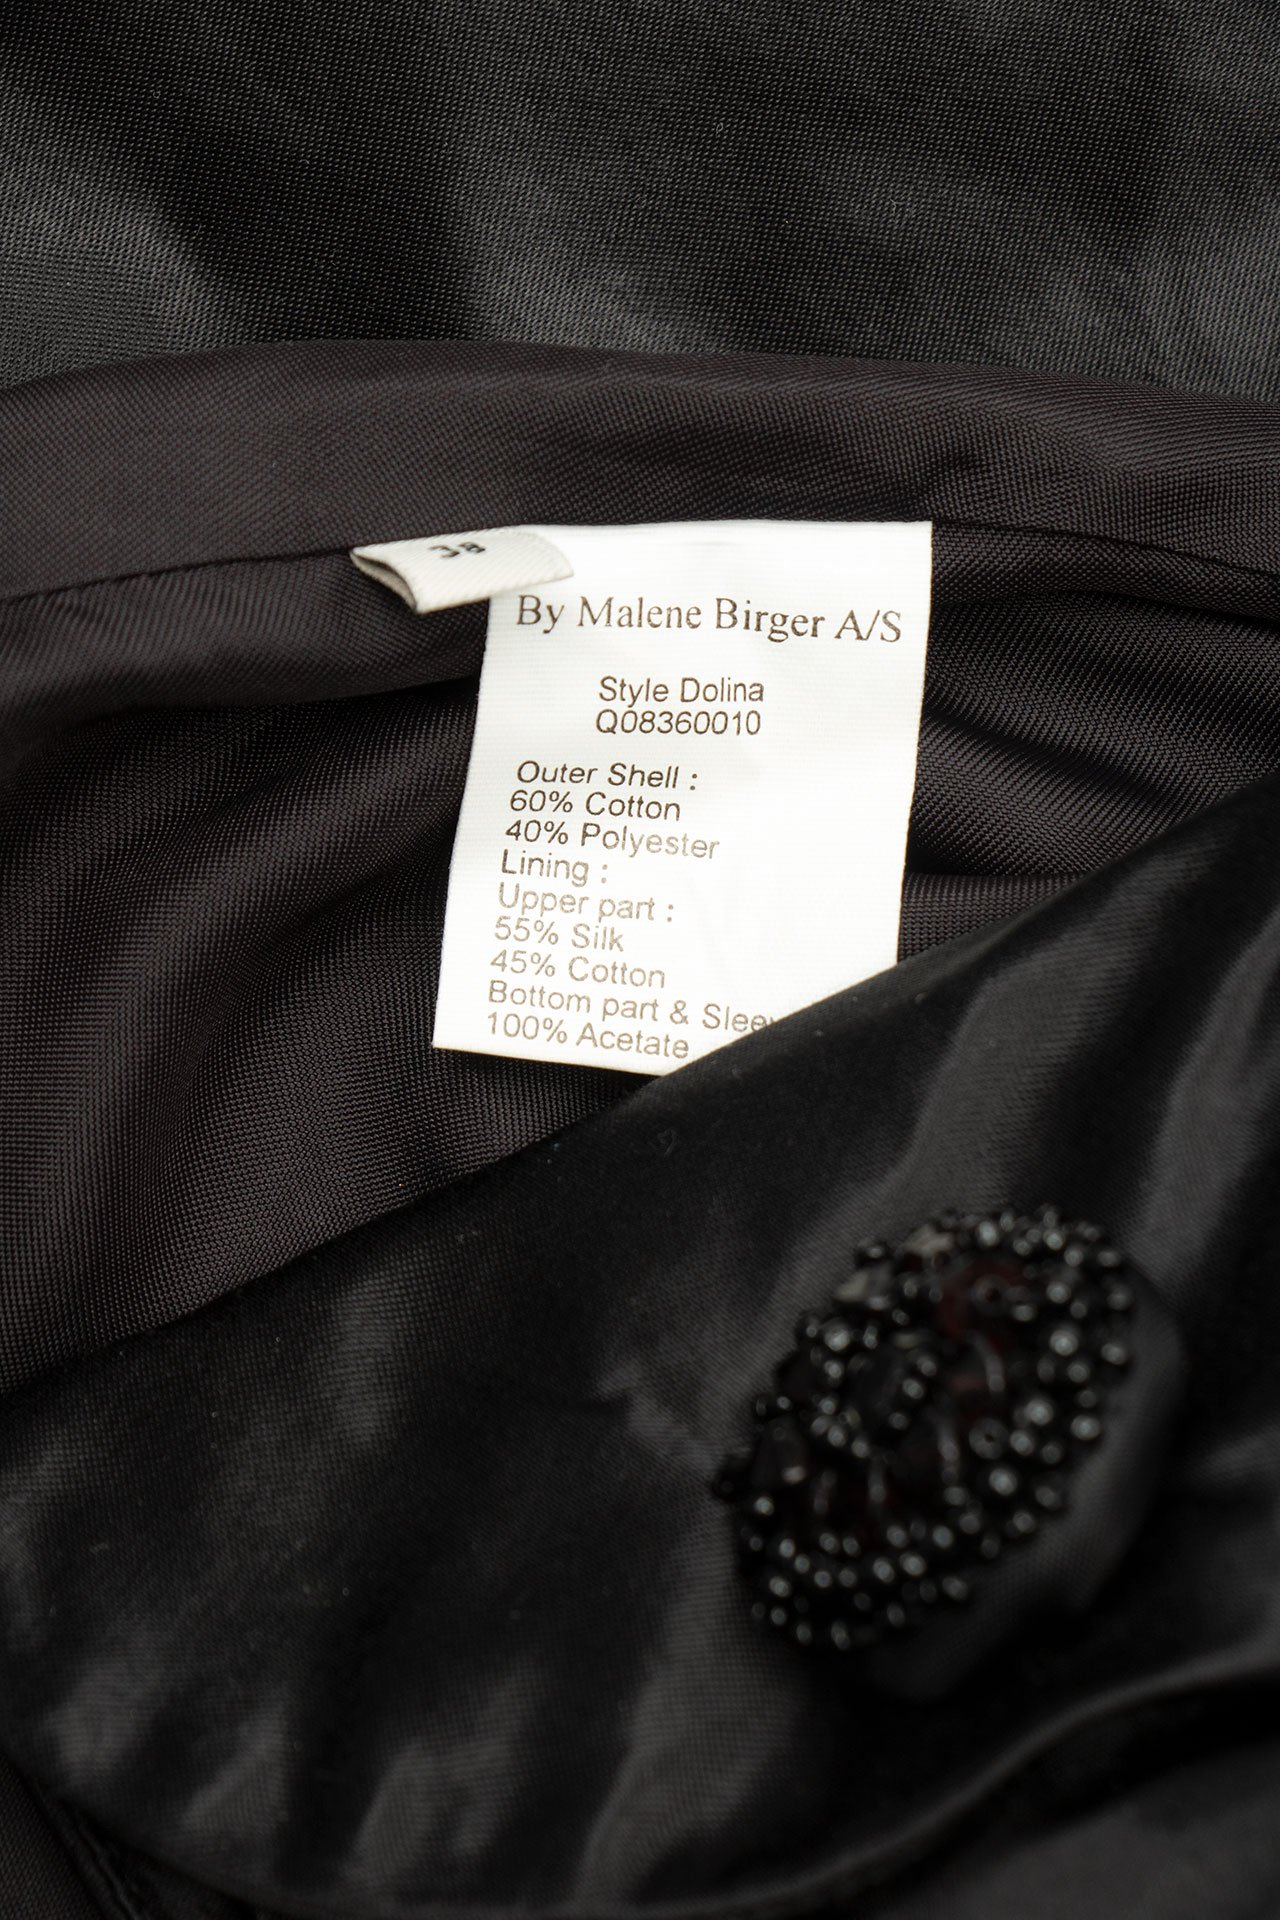 38
By Malene Birger A/S
Style Dolina
Q08360010
Outer Shell :
60% Cotton
40% Polyester
Lining :
Upper part :
55% Silk
45% Cotton
Bottom part &
100% Acetate